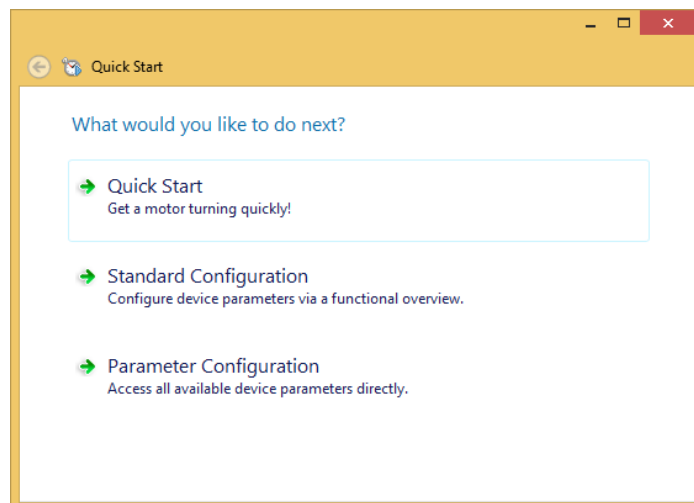 Quick Start
What would you like to do next?
Quick Start
Get a motor turning quickly!
Standard Configuration
Configure device parameters via a functional overview.
Parameter Configuration
Access all available device parameters directly.